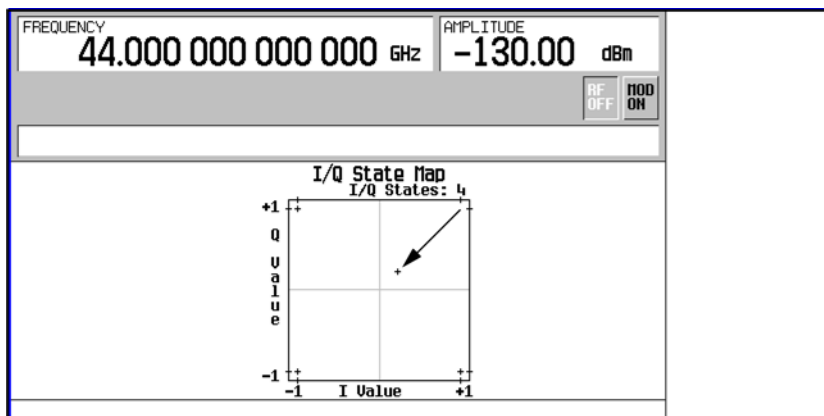 FREQUENCY
44.000 000 000 000 GHz
AMPLITUDE
-130.00 dBm
RF OFF
MOD ON
I/Q State Map
I/Q States: 4
+1
Q Value
-1
-1 I Value +1